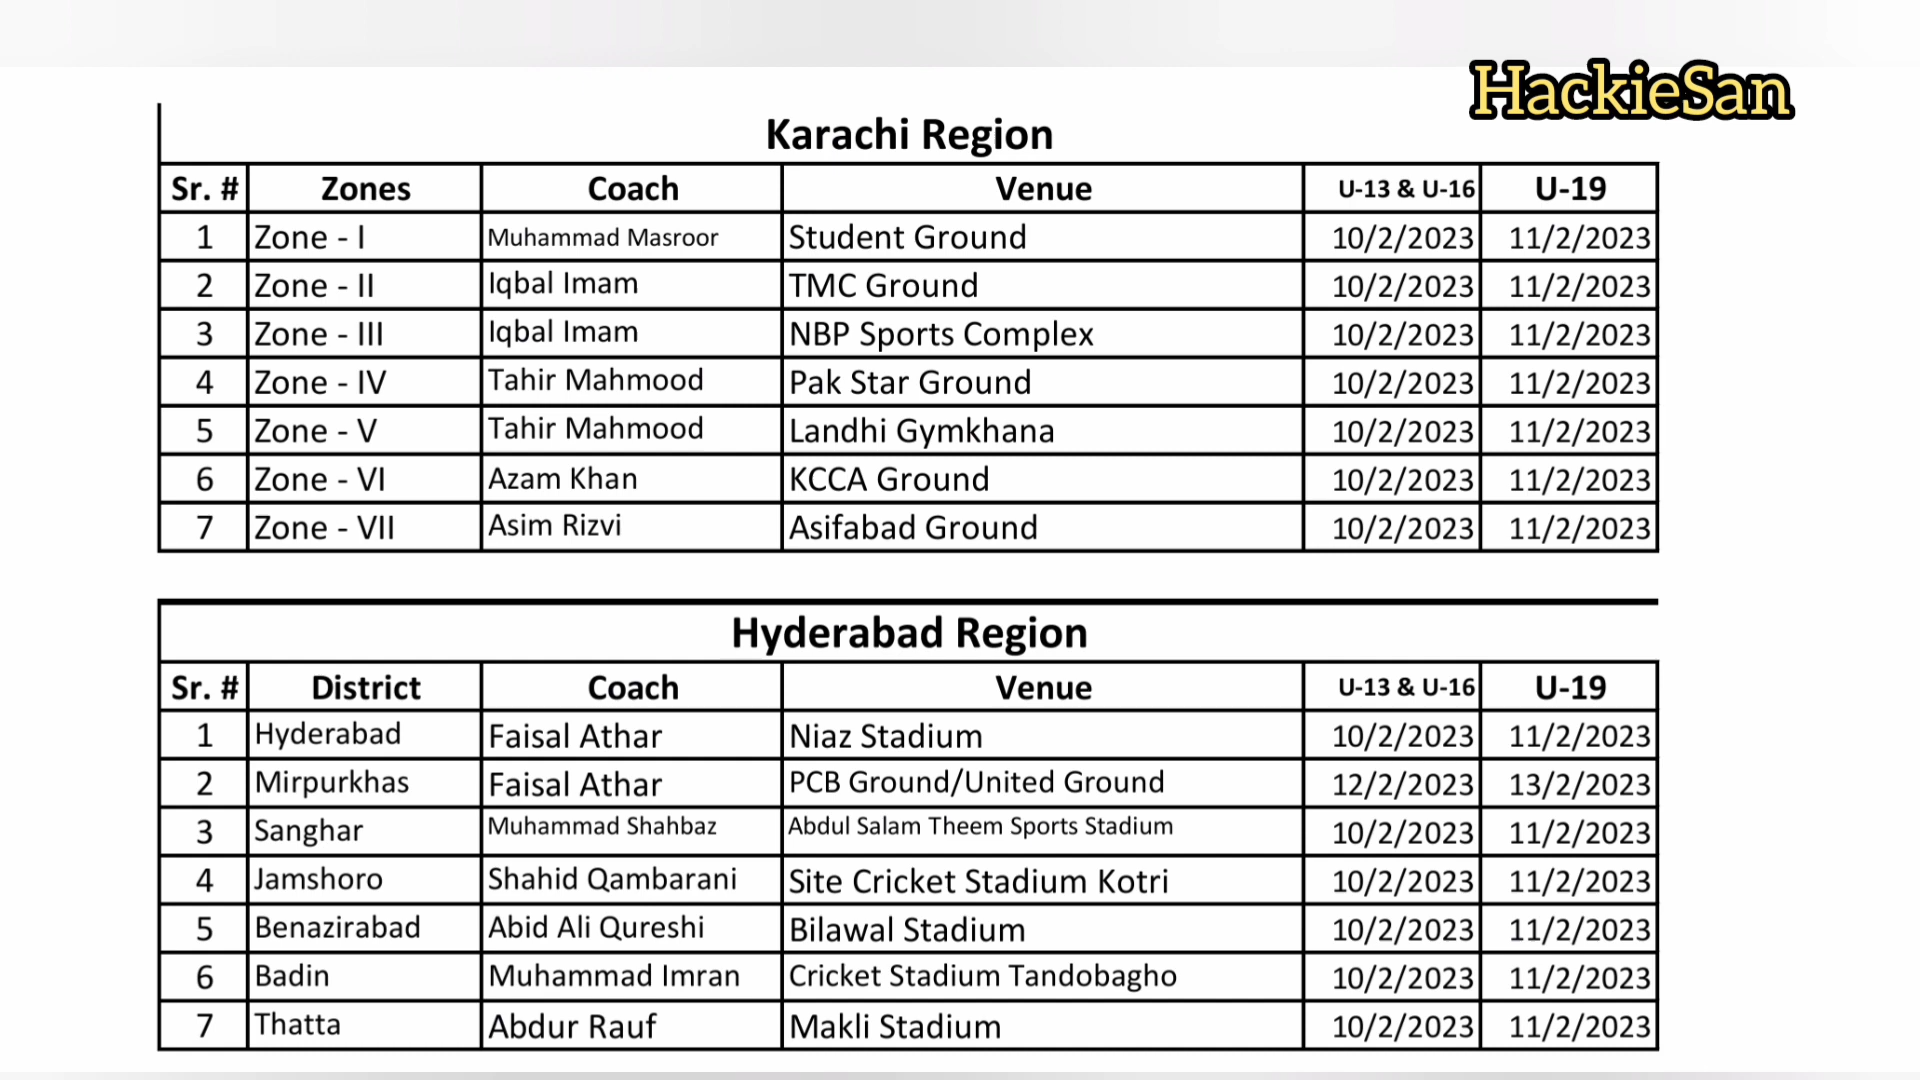 HackieSan
Karachi Region
Sr. # Zones Coach Venue U-13 & U-16 U-19
1 Zone - I Muhammad Masroor Student Ground 10/2/2023 11/2/2023
2 Zone - II Iqbal Imam TMC Ground 10/2/2023 11/2/2023
3 Zone - III Iqbal Imam NBP Sports Complex 10/2/2023 11/2/2023
4 Zone - IV Tahir Mahmood Pak Star Ground 10/2/2023 11/2/2023
5 Zone - V Tahir Mahmood Landhi Gymkhana 10/2/2023 11/2/2023
6 Zone - VI Azam Khan KCCA Ground 10/2/2023 11/2/2023
7 Zone - VII Asim Rizvi Asifabad Ground 10/2/2023 11/2/2023
Hyderabad Region
Sr. # District Coach Venue U-13 & U-16 U-19
1 Hyderabad Faisal Athar Niaz Stadium 10/2/2023 11/2/2023
2 Mirpurkhas Faisal Athar PCB Ground/United Ground 12/2/2023 13/2/2023
3 Sanghar Muhammad Shahbaz Abdul Salam Theem Sports Stadium 10/2/2023 11/2/2023
4 Jamshoro Shahid Qambarani Site Cricket Stadium Kotri 10/2/2023 11/2/2023
5 Benazirabad Abid Ali Qureshi Bilawal Stadium 10/2/2023 11/2/2023
6 Badin Muhammad Imran Cricket Stadium Tandobagho 10/2/2023 11/2/2023
7 Thatta Abdur Rauf Makli Stadium 10/2/2023 11/2/2023